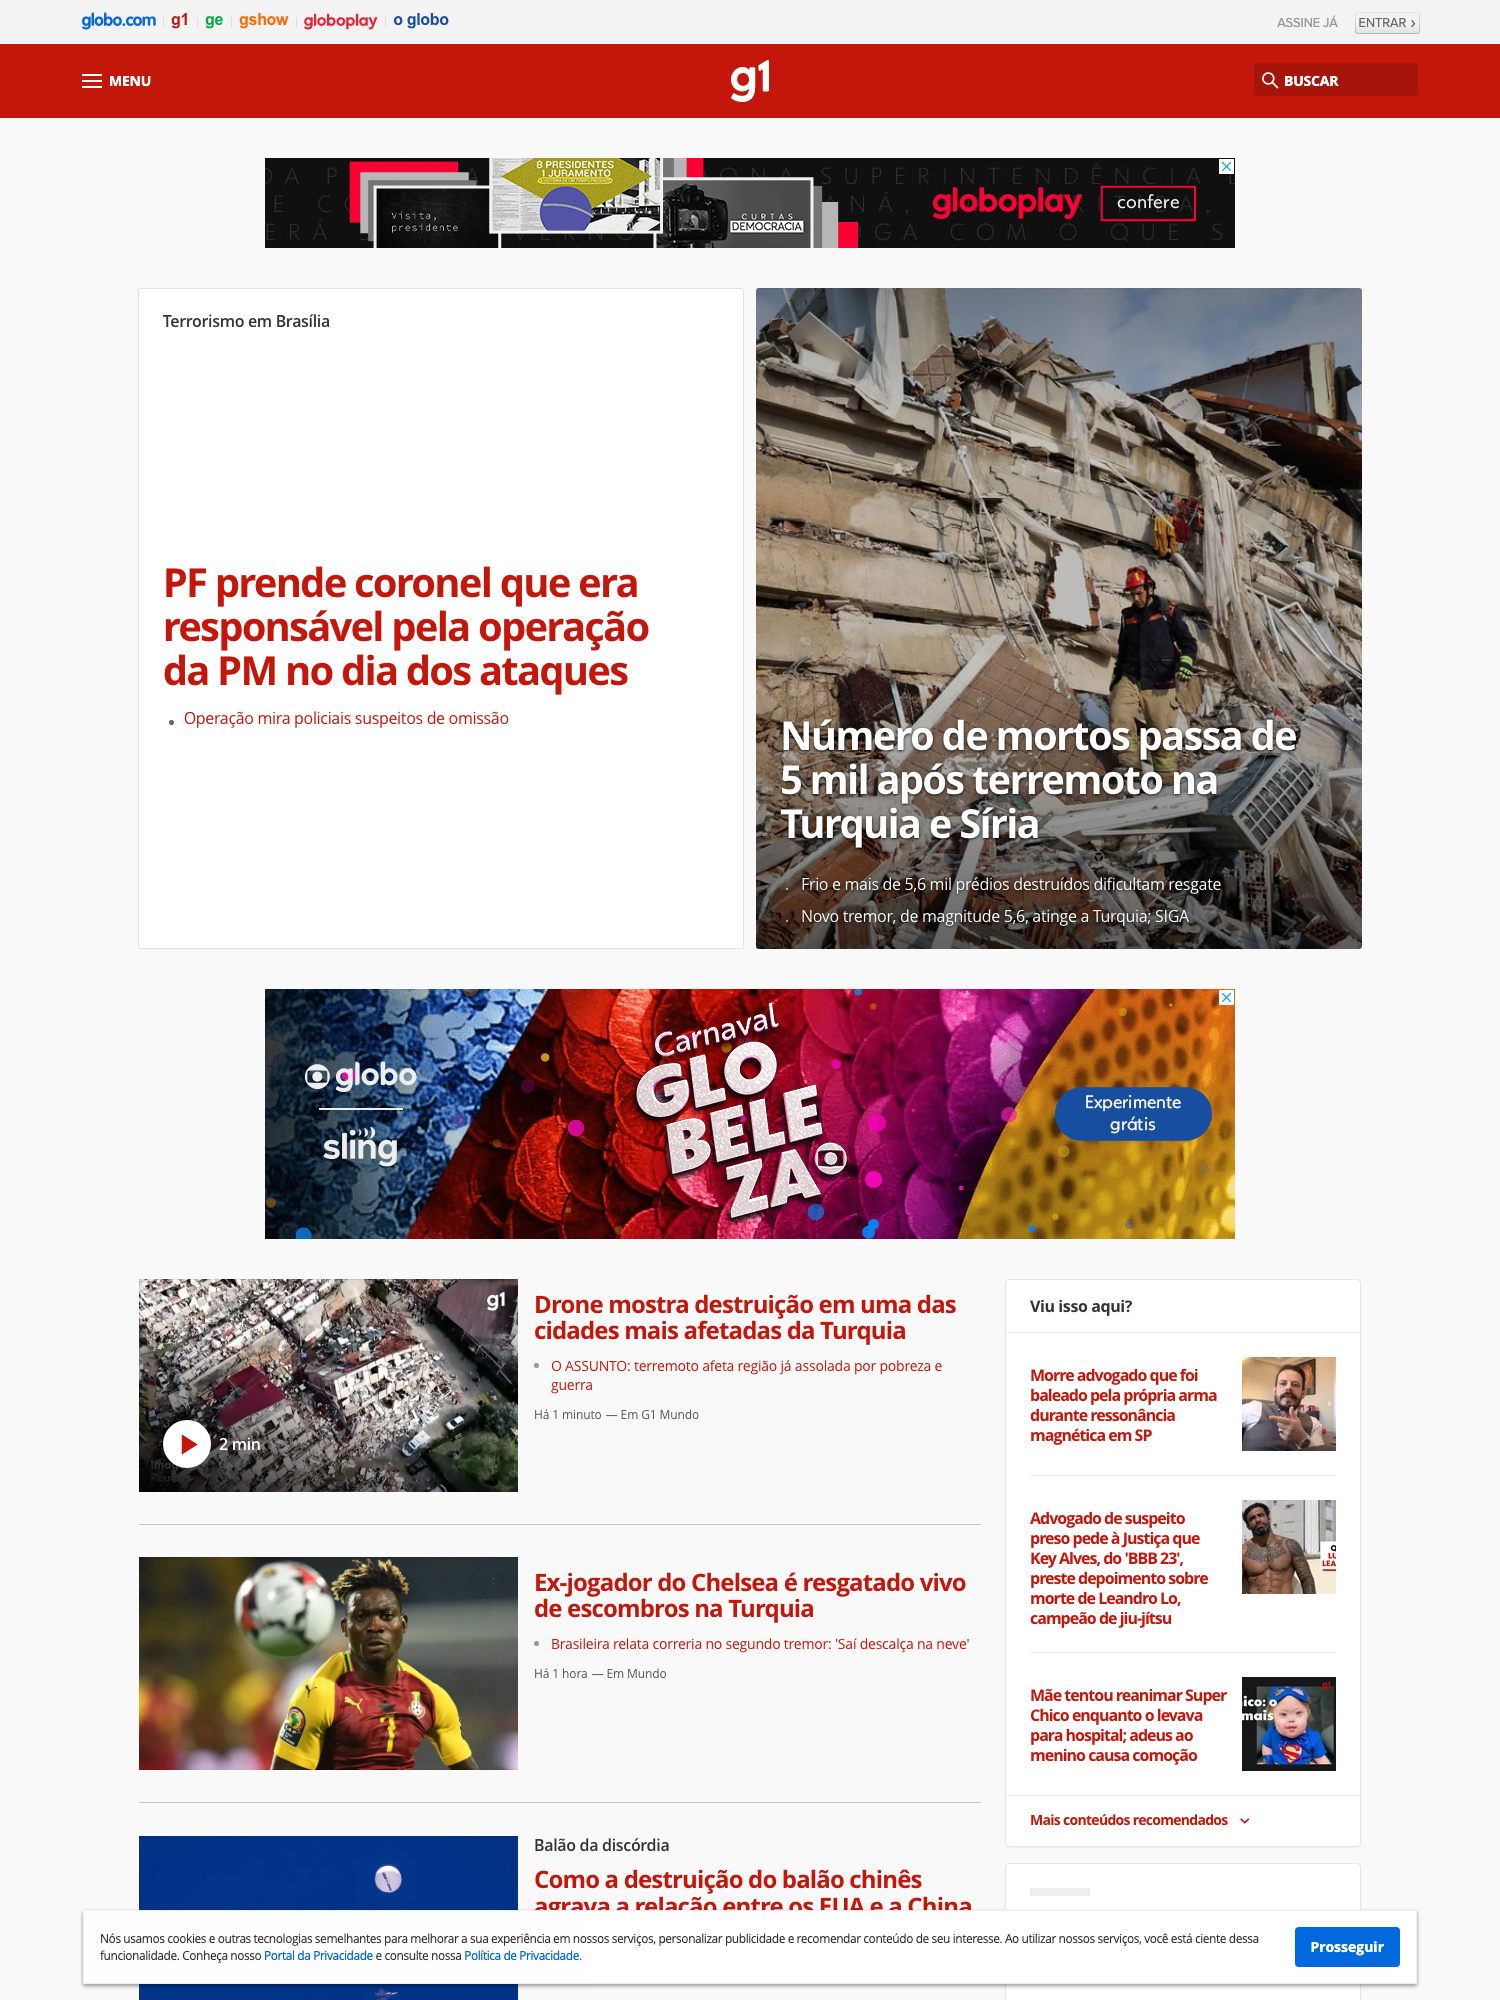 globo.com g1 ge gshow globoplay o globo
ASSINE JÁ ENTRAR ›
MENU
g1
BUSCAR
Visita,
presidente
8 PRESIDENTES
1 JURAMENTO
CURTAS
DEMOCRACIA
globoplay
confere
Terrorismo em Brasília
PF prende coronel que era
responsável pela operação
da PM no dia dos ataques
Operação mira policiais suspeitos de omissão
Número de mortos passa de
5 mil após terremoto na
Turquia e Síria
Frio e mais de 5,6 mil prédios destruídos dificultam resgate
Novo tremor, de magnitude 5,6, atinge a Turquia; SIGA
globo
sling
Carnaval
GLO
BELE
ZA
Experimente
grátis
g1
2 min
Drone mostra destruição em uma das
cidades mais afetadas da Turquia
O ASSUNTO: terremoto afeta região já assolada por pobreza e
guerra
Há 1 minuto — Em G1 Mundo
Ex-jogador do Chelsea é resgatado vivo
de escombros na Turquia
Brasileira relata correria no segundo tremor: 'Saí descalça na neve'
Há 1 hora — Em Mundo
Balão da discórdia
Como a destruição do balão chinês
agrava a relação entre os EUA e a China
Viu isso aqui?
Morre advogado que foi
baleado pela própria arma
durante ressonância
magnética em SP
Advogado de suspeito
preso pede à Justiça que
Key Alves, do 'BBB 23',
preste depoimento sobre
morte de Leandro Lo,
campeão de jiu-jítsu
Mãe tentou reanimar Super
Chico enquanto o levava
para hospital; adeus ao
menino causa comoção
ico: o
mais
Mais conteúdos recomendados
Nós usamos cookies e outras tecnologias semelhantes para melhorar a sua experiência em nossos serviços, personalizar publicidade e recomendar conteúdo de seu interesse. Ao utilizar nossos serviços, você está ciente dessa
funcionalidade. Conheça nosso Portal da Privacidade e consulte nossa Política de Privacidade.
Prosseguir